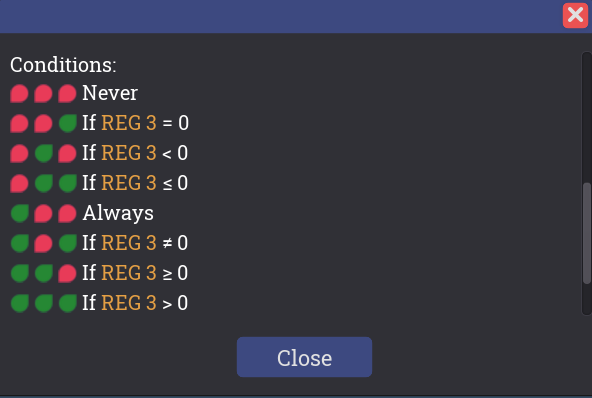 Conditions:
Never
If REG 3 = 0
If REG 3 < 0
If REG 3 ≤ 0
Always
If REG 3 ≠ 0
If REG 3 ≥ 0
If REG 3 > 0
Close